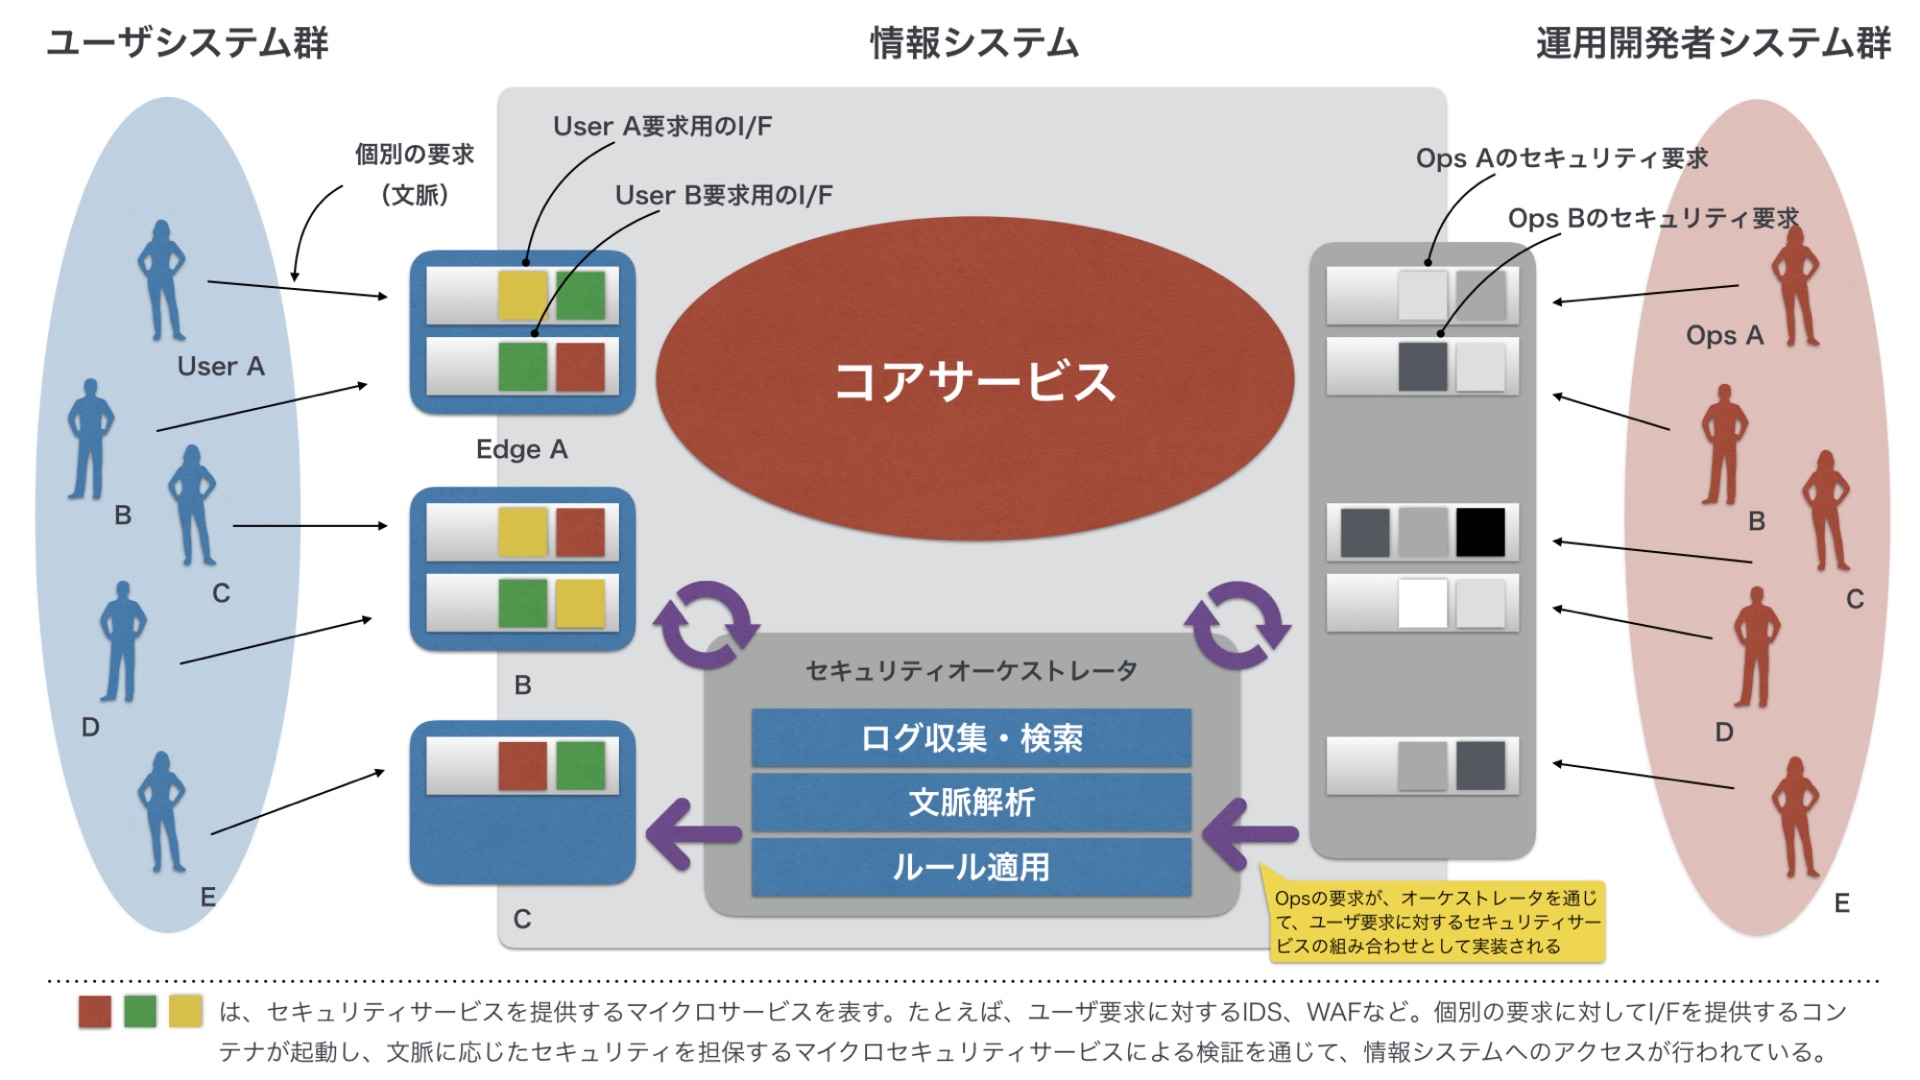 ユーザシステム群
情報システム
運用開発者システム群
User A要求用のI/F
個別の要求
（文脈）
User B要求用のI/F
Ops Aのセキュリティ要求
Ops Bのセキュリティ要求
User A
B
C
D
E
Edge A
B
C
コアサービス
セキュリティオーケストレータ
ログ収集・検索
文脈解析
ルール適用
Ops A
B
C
D
E
Opsの要求が、オーケストレータを通じ
て、ユーザ要求に対するセキュリティサー
ビスの組み合わせとして実装される
は、セキュリティサービスを提供するマイクロサービスを表す。たとえば、ユーザ要求に対するIDS、WAFなど。個別の要求に対してI/Fを提供するコン
テナが起動し、文脈に応じたセキュリティを担保するマイクロセキュリティサービスによる検証を通じて、情報システムへのアクセスが行われている。